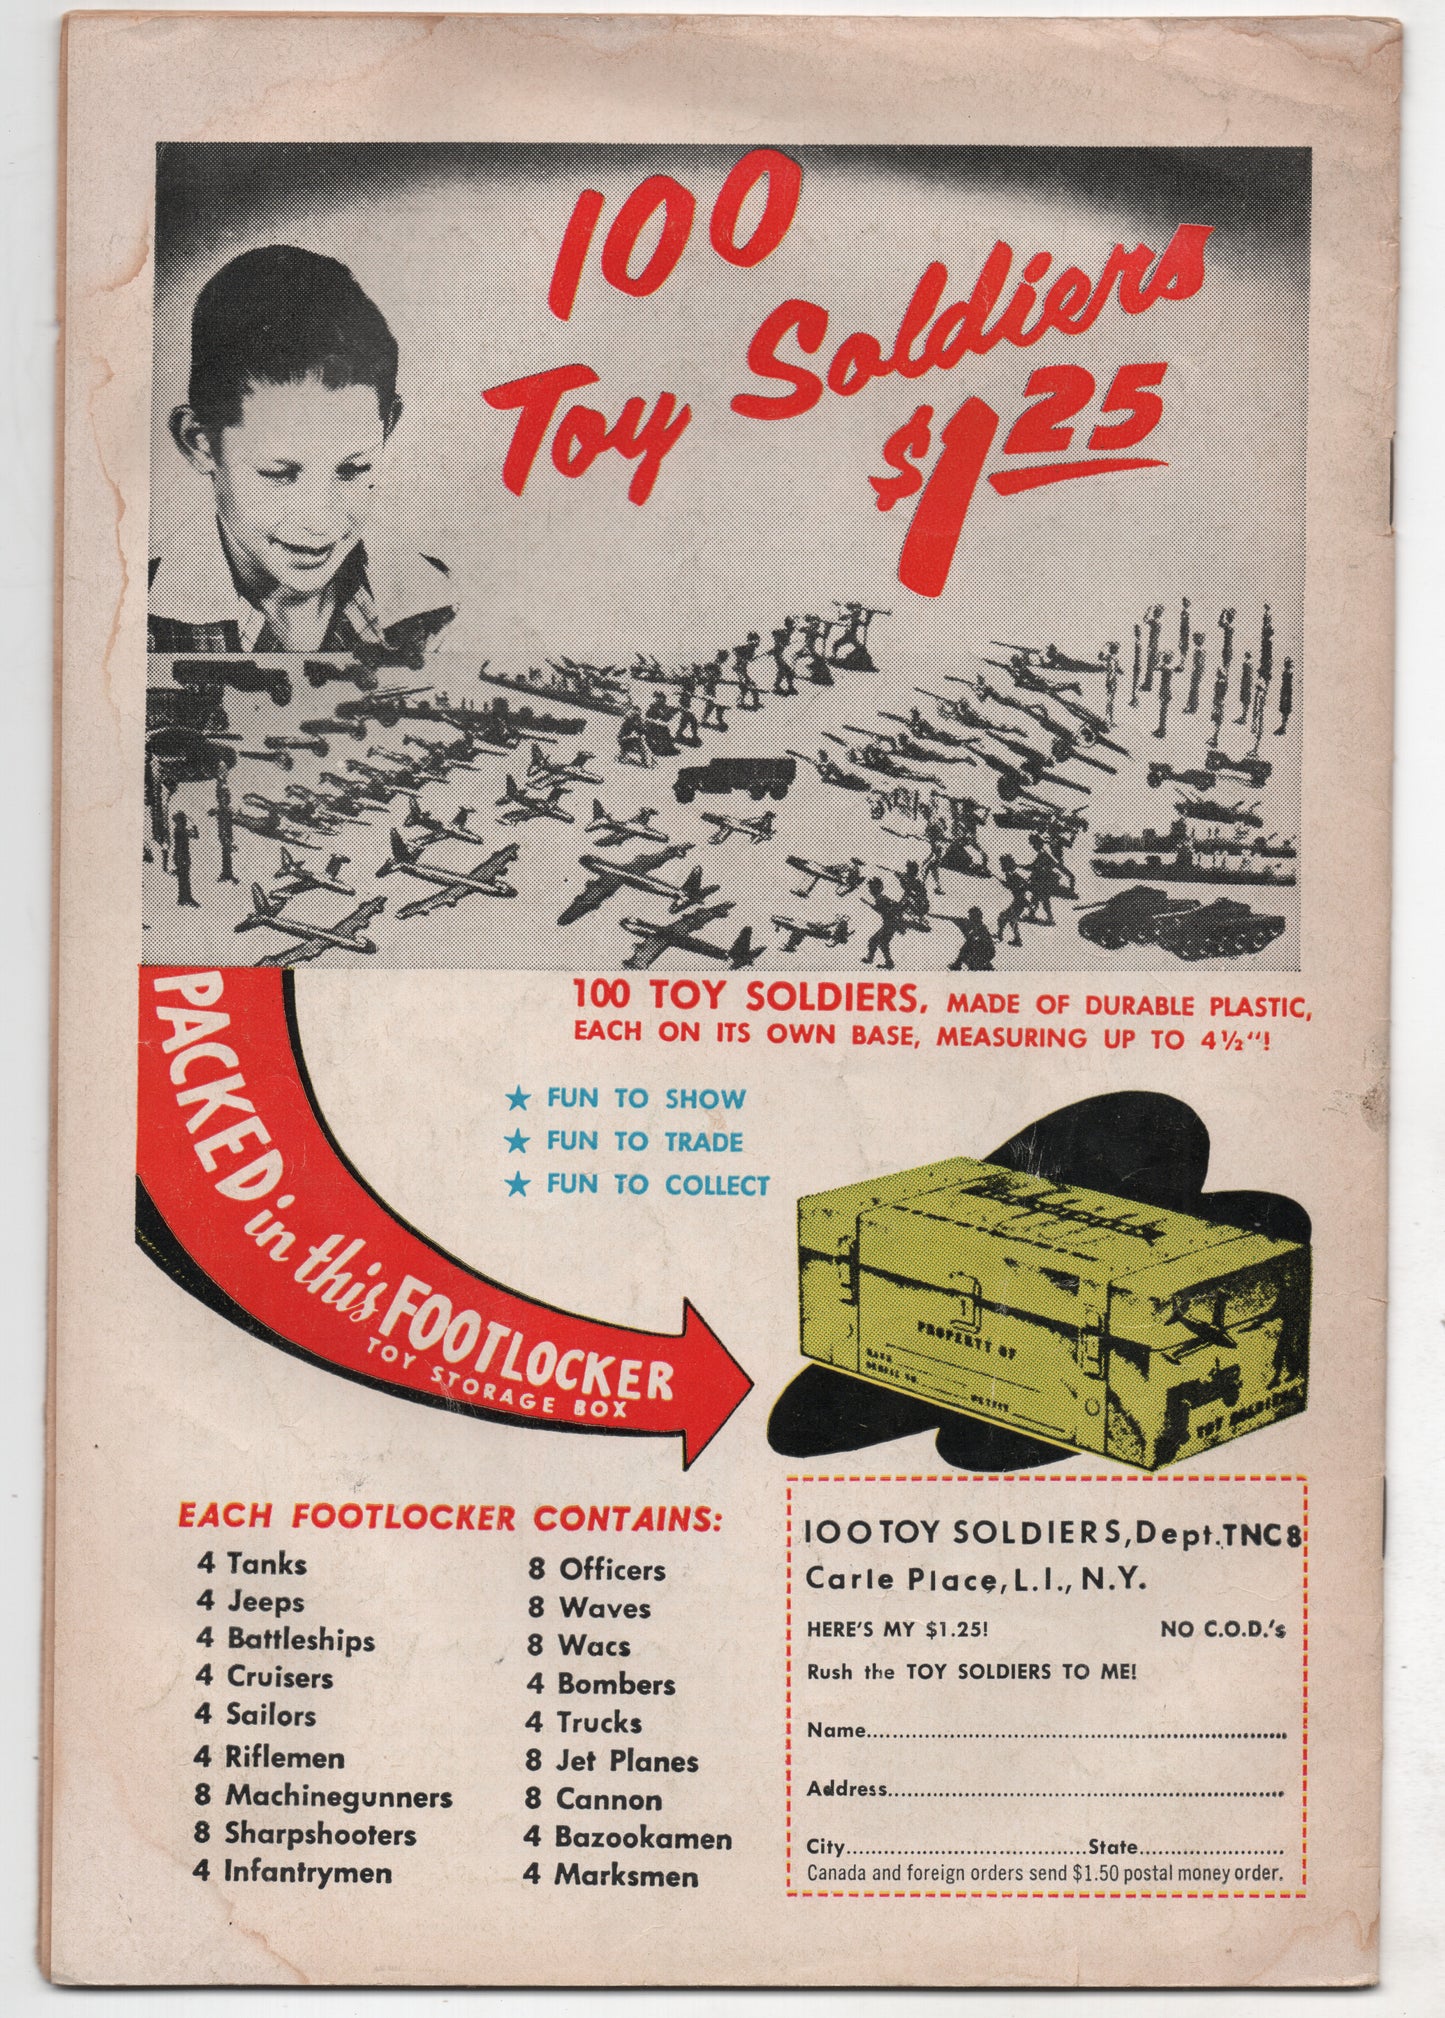 100
Toy Soldiers
$1 25
100 TOY SOLDIERS, MADE OF DURABLE PLASTIC,
EACH ON ITS OWN BASE, MEASURING UP TO 4½"!
★ FUN TO SHOW
★ FUN TO TRADE
★ FUN TO COLLECT
PACKED in this FOOTLOCKER
TOY STORAGE BOX
PROPERTY OF
EACH FOOTLOCKER CONTAINS:
4 Tanks
4 Jeeps
4 Battleships
4 Cruisers
4 Sailors
4 Riflemen
8 Machinegunners
8 Sharpshooters
4 Infantrymen
8 Officers
8 Waves
8 Wacs
4 Bombers
4 Trucks
8 Jet Planes
8 Cannon
4 Bazookamen
4 Marksmen
100 TOY SOLDIERS, Dept. TNC8
Carle Place, L.I., N.Y.
HERE'S MY $1.25! NO C.O.D.'s
Rush the TOY SOLDIERS TO ME!
Name
Address
City State
Canada and foreign orders send $1.50 postal money order.